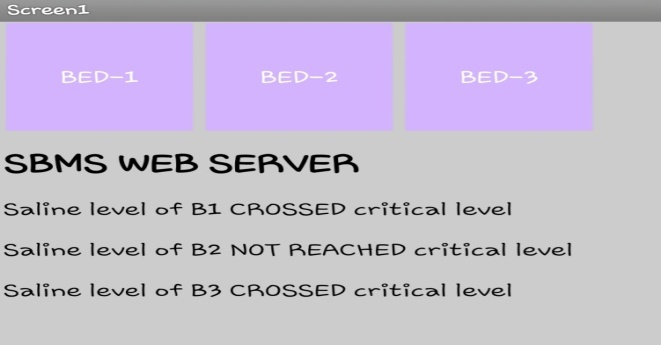 Screen1
BED-1 BED-2 BED-3
SBMS WEB SERVER
Saline level of B1 CROSSED critical level
Saline level of B2 NOT REACHED critical level
Saline level of B3 CROSSED critical level